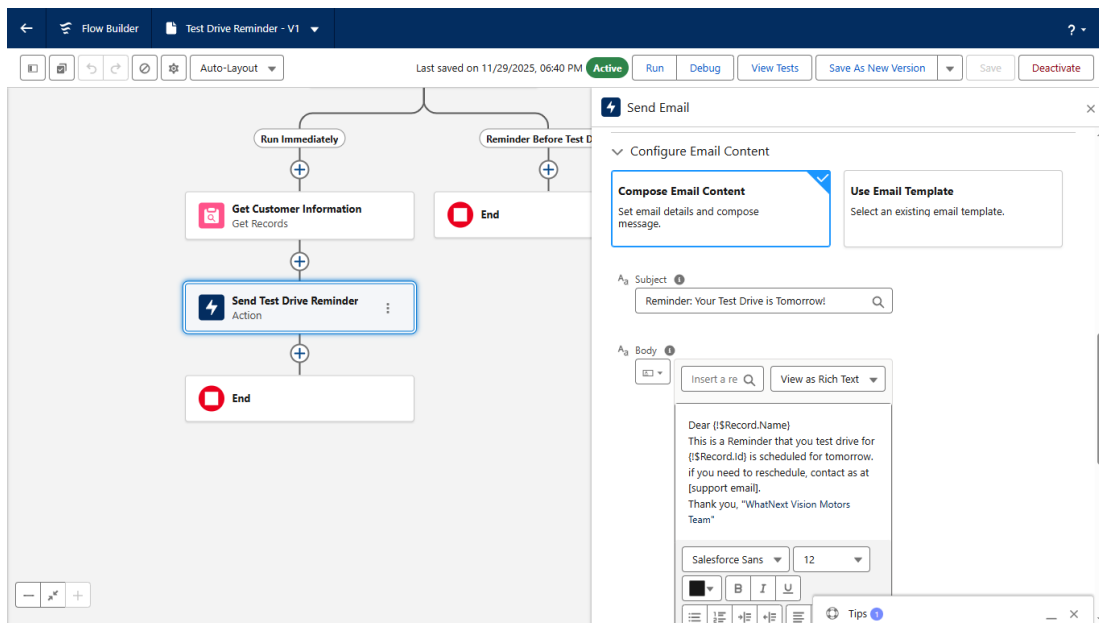 Flow Builder
Test Drive Reminder - V1
?
Auto-Layout
Last saved on 11/29/2025, 06:40 PM
Active
Run
Debug
View Tests
Save As New Version
Save
Deactivate
Run Immediately
Reminder Before Test D
Get Customer Information
Get Records
End
Send Test Drive Reminder
Action
End
Send Email
Configure Email Content
Compose Email Content
Set email details and compose
message.
Use Email Template
Select an existing email template.
Aa Subject
Reminder: Your Test Drive is Tomorrow!
Aa Body
Insert a re
View as Rich Text
Dear {!$Record.Name}
This is a Reminder that you test drive for
{!$Record.Id} is scheduled for tomorrow.
if you need to reschedule, contact as at
[support email].
Thank you, "WhatNext Vision Motors
Team"
Salesforce Sans
12
B
I
U
Tips 1